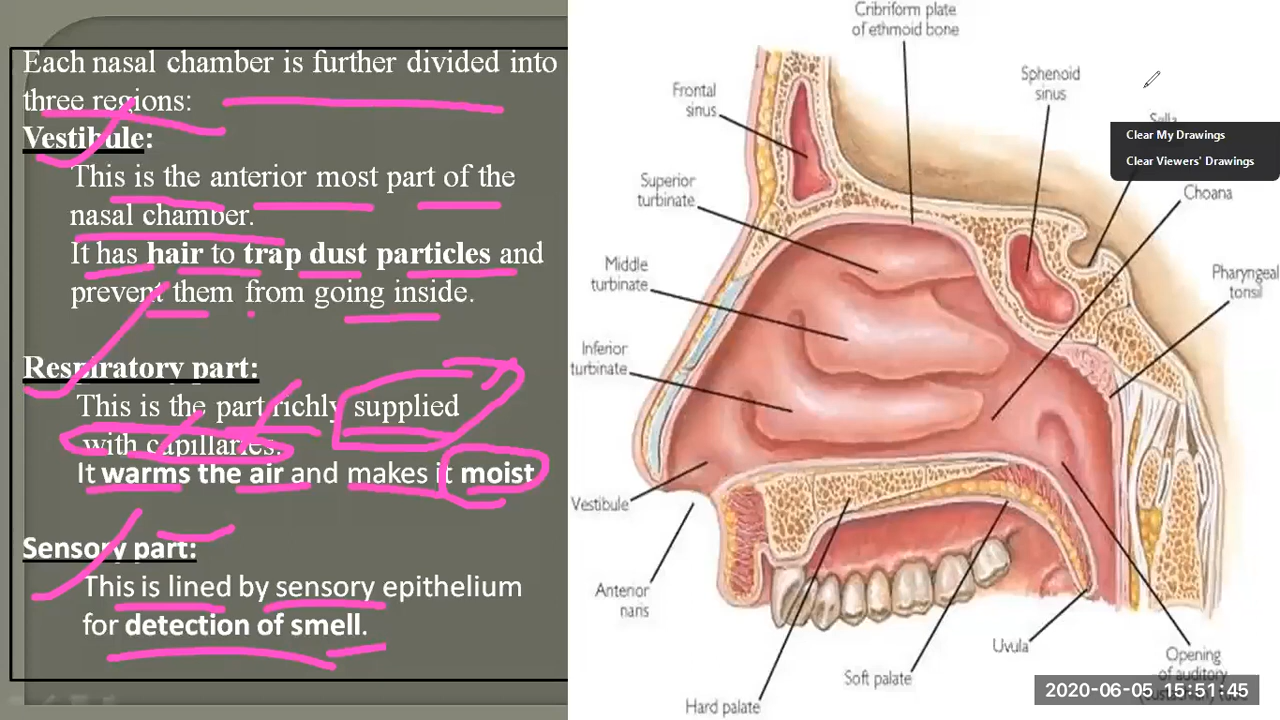 Each nasal chamber is further divided into
three regions:
Vestibule:
This is the anterior most part of the
nasal chamber.
It has hair to trap dust particles and
prevent them from going inside.
Respiratory part:
This is the part richly supplied
with capillaries.
It warms the air and makes it moist
Sensory part:
This is lined by sensory epithelium
for detection of smell.
Cribriform plate
of ethmoid bone
Frontal
sinus
Sphenoid
sinus
Sella
Clear My Drawings
Clear Viewers' Drawings
Superior
turbinate
Choana
Middle
turbinate
Pharyngeal
tonsil
Inferior
turbinate
Vestibule
Anterior
naris
Uvula
Opening
of auditory
Soft palate
Hard palate
2020-06-05 15:51:45